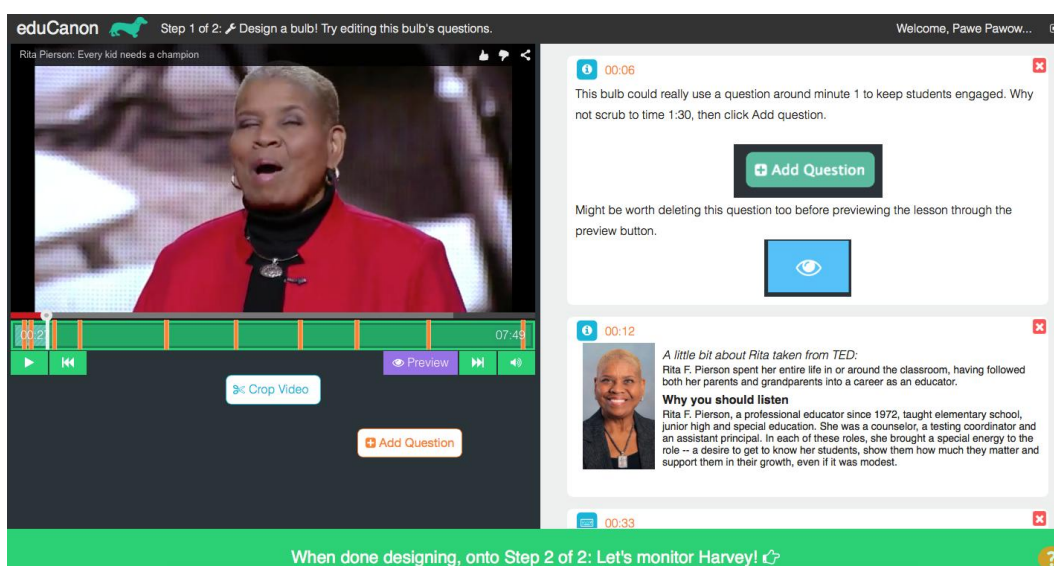 eduCanon
Step 1 of 2: Design a bulb! Try editing this bulb's questions.
Welcome, Pawe Pawow...
Rita Pierson: Every kid needs a champion
00:2
07:49
Preview
Crop Video
Add Question
00:06
This bulb could really use a question around minute 1 to keep students engaged. Why
not scrub to time 1:30, then click Add question.
Add Question
Might be worth deleting this question too before previewing the lesson through the
preview button.
00:12
A little bit about Rita taken from TED:
Rita F. Pierson spent her entire life in or around the classroom, having followed
both her parents and grandparents into a career as an educator.
Why you should listen
Rita F. Pierson, a professional educator since 1972, taught elementary school,
junior high and special education. She was a counselor, a testing coordinator and
an assistant principal. In each of these roles, she brought a special energy to the
role -- a desire to get to know her students, show them how much they matter and
support them in their growth, even if it was modest.
00:33
When done designing, onto Step 2 of 2: Let's monitor Harvey!
?